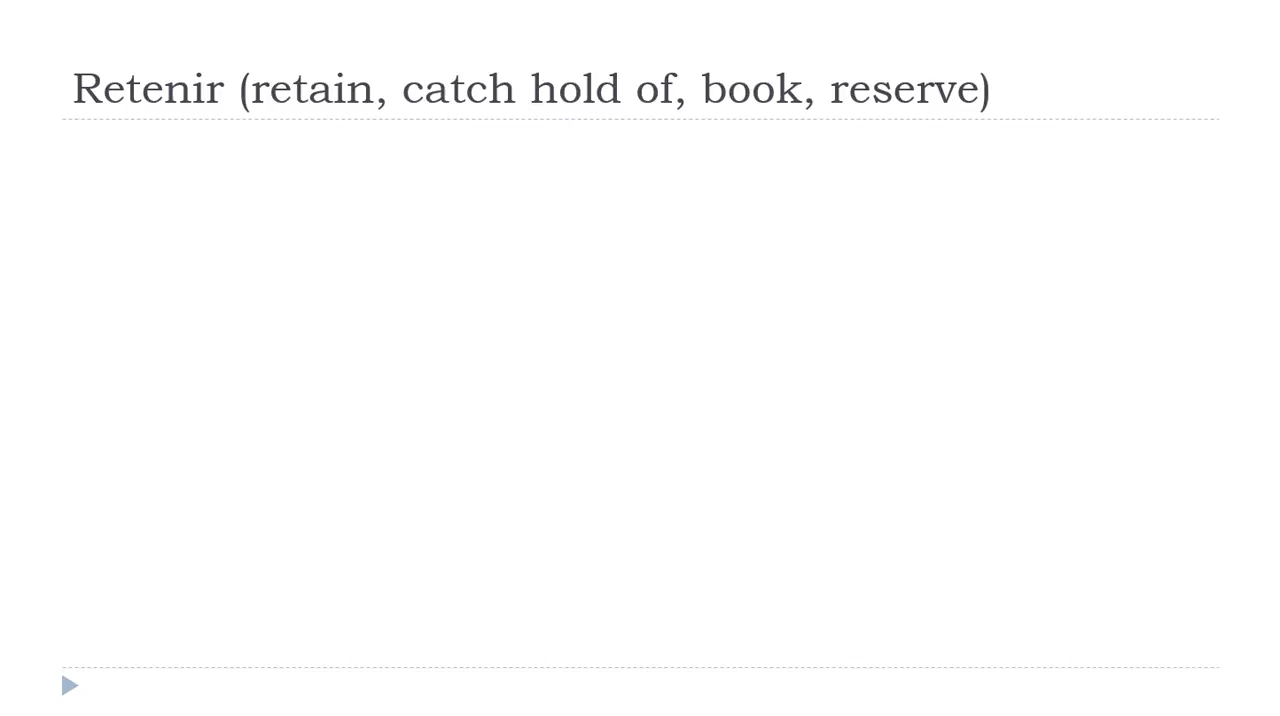 Retenir (retain, catch hold of, book, reserve)